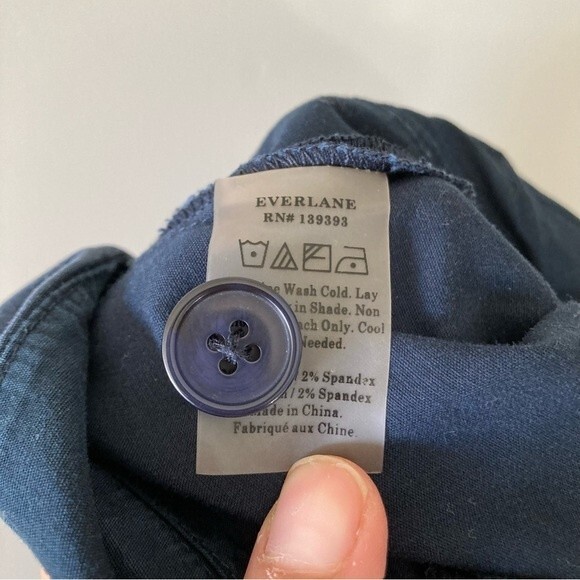 EVERLANE
RN# 139393
Wash Cold. Lay
in Shade. Non
Only. Cool
Needed.
/ 2% Spandex
/ 2% Spandex
Made in China.
Fabriqué aux Chine.